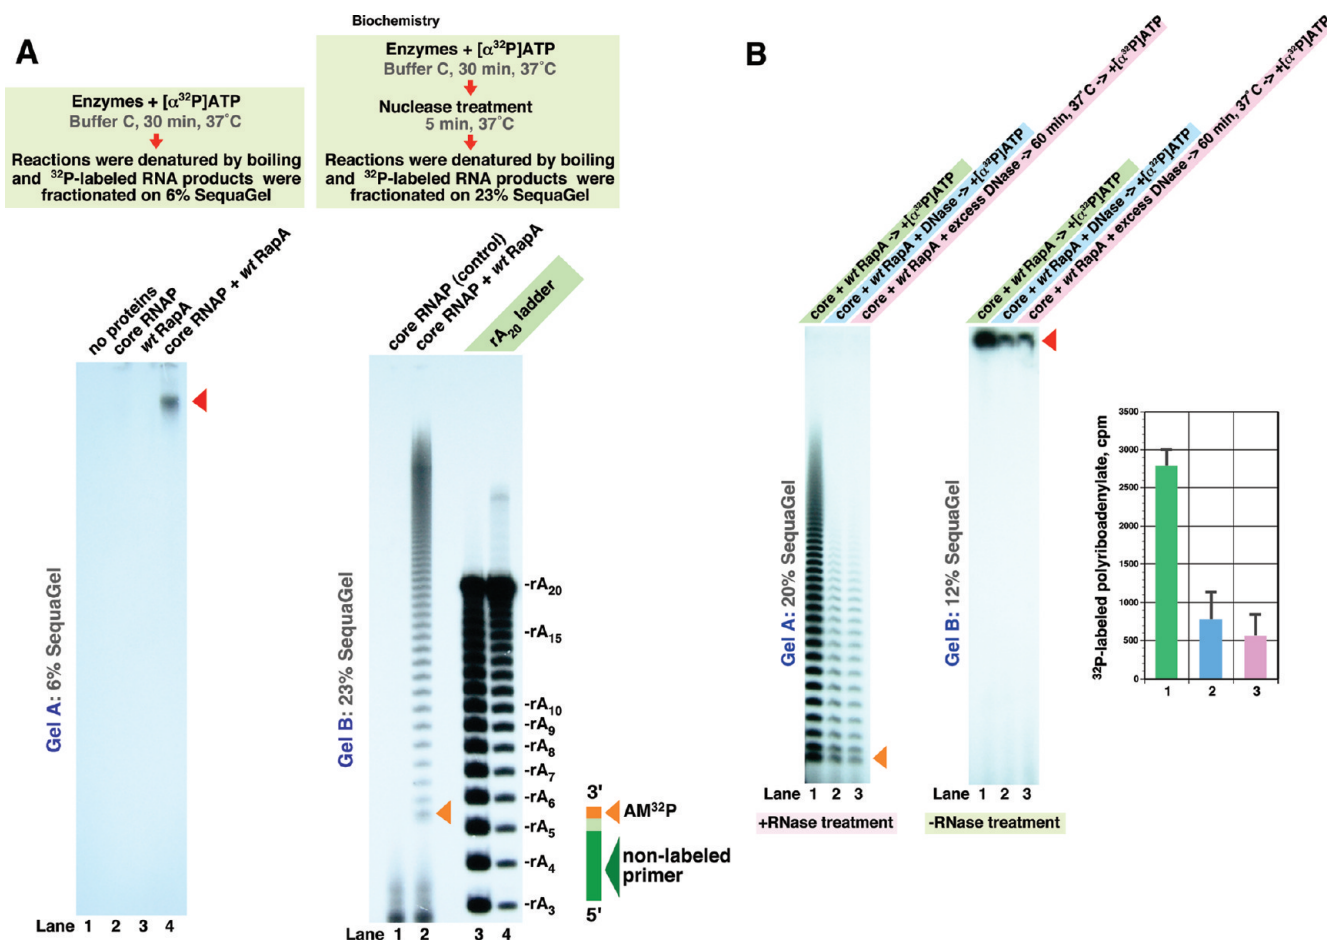 Biochemistry
A
Enzymes + [α³²P]ATP
Buffer C, 30 min, 37°C
Reactions were denatured by boiling
and ³²P-labeled RNA products were
fractionated on 6% SequaGel
Enzymes + [α³²P]ATP
Buffer C, 30 min, 37°C
Nuclease treatment
5 min, 37°C
Reactions were denatured by boiling
and ³²P-labeled RNA products were
fractionated on 23% SequaGel
no proteins
core RNAP
wt RapA
core RNAP + wt RapA
Gel A: 6% SequaGel
Lane 1 2 3 4
core RNAP (control)
core RNAP + wt RapA
rA₂₀ ladder
Gel B: 23% SequaGel
-rA₂₀
-rA₁₅
-rA₁₀
-rA₉
-rA₈
-rA₇
-rA₆
-rA₅
-rA₄
-rA₃
Lane 1 2 3 4
3'
AM³²P
non-labeled
primer
5'
B
core + wt RapA -> +[α³²P]ATP
core + wt RapA + DNase -> +[α³²P]ATP
core + wt RapA + excess DNase -> 60 min, 37°C -> +[α³²P]ATP
Gel A: 20% SequaGel
Lane 1 2 3
+RNase treatment
core + wt RapA -> +[α³²P]ATP
core + wt RapA + DNase -> +[α³²P]ATP
core + wt RapA + excess DNase -> 60 min, 37°C -> +[α³²P]ATP
Gel B: 12% SequaGel
Lane 1 2 3
-RNase treatment
³²P-labeled polyriboadenylate, cpm
3500
3000
2500
2000
1500
1000
500
0
1 2 3